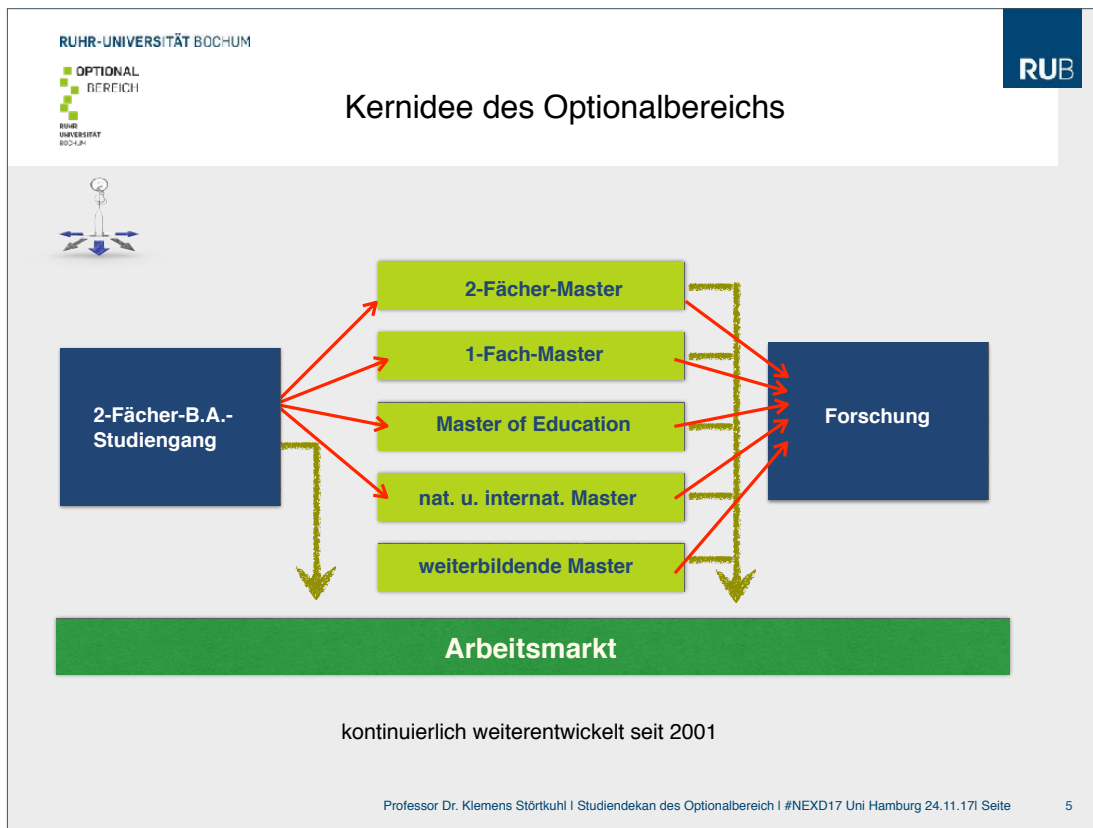 RUHR-UNIVERSITÄT BOCHUM
RUB
OPTIONAL
BEREICH
RUHR
UNIVERSITÄT
BOCHUM
Kernidee des Optionalbereichs
2-Fächer-B.A.-
Studiengang
2-Fächer-Master
1-Fach-Master
Master of Education
nat. u. internat. Master
weiterbildende Master
Forschung
Arbeitsmarkt
kontinuierlich weiterentwickelt seit 2001
Professor Dr. Klemens Störtkuhl I Studiendekan des Optionalbereich I #NEXD17 Uni Hamburg 24.11.17I Seite 5